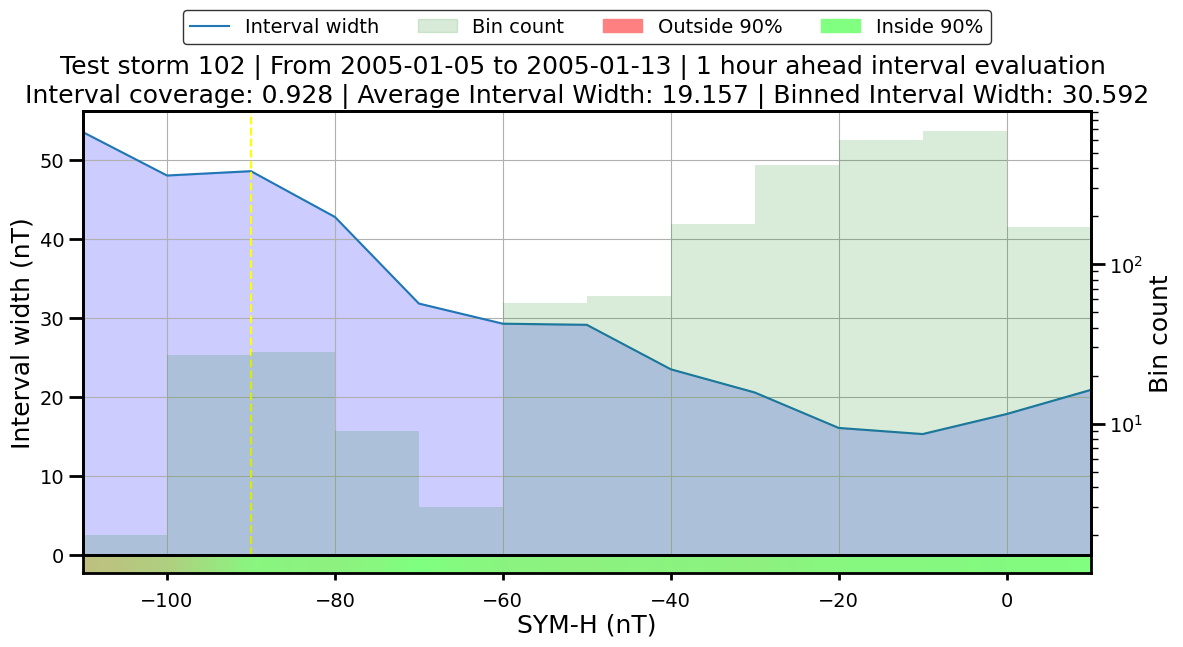 Interval width Bin count Outside 90% Inside 90%
Test storm 102 | From 2005-01-05 to 2005-01-13 | 1 hour ahead interval evaluation
Interval coverage: 0.928 | Average Interval Width: 19.157 | Binned Interval Width: 30.592
Interval width (nT)
50
40
30
20
10
0
10²
10¹
Bin count
−100 −80 −60 −40 −20 0
SYM-H (nT)